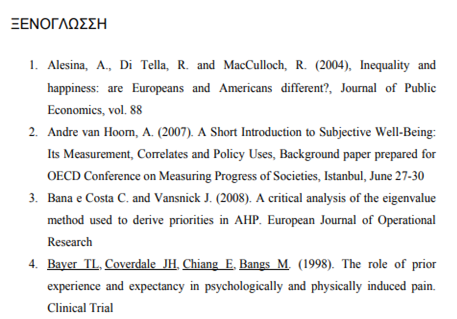 ΞΕΝΟΓΛΩΣΣΗ
1. Alesina, A., Di Tella, R. and MacCulloch, R. (2004), Inequality and
happiness: are Europeans and Americans different?, Journal of Public
Economics, vol. 88
2. Andre van Hoorn, A. (2007). A Short Introduction to Subjective Well-Being:
Its Measurement, Correlates and Policy Uses, Background paper prepared for
OECD Conference on Measuring Progress of Societies, Istanbul, June 27-30
3. Bana e Costa C. and Vansnick J. (2008). A critical analysis of the eigenvalue
method used to derive priorities in AHP. European Journal of Operational
Research
4. Bayer TL, Coverdale JH, Chiang E, Bangs M. (1998). The role of prior
experience and expectancy in psychologically and physically induced pain.
Clinical Trial